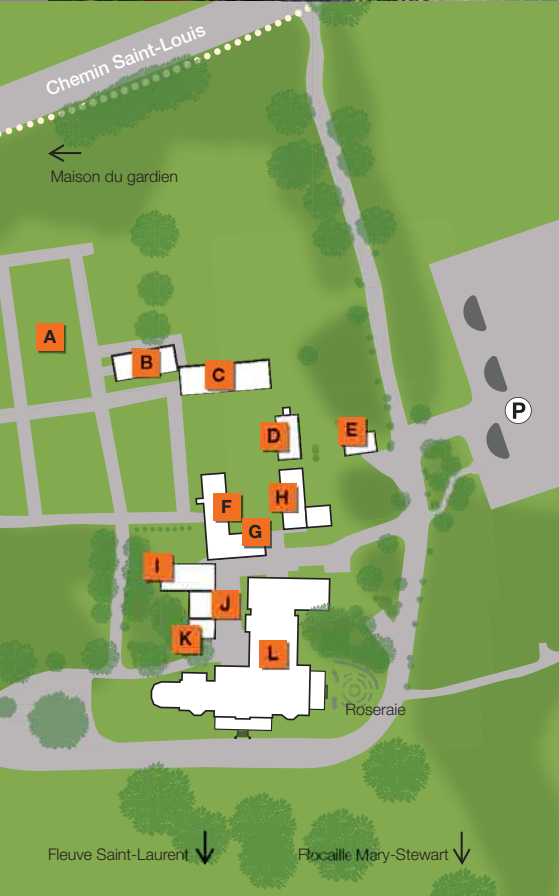 Chemin Saint-Louis
Maison du gardien
A
B
C
P
D
E
F
H
G
I
J
K
L
Roseraie
Fleuve Saint-Laurent
Rocaille Mary-Stewart